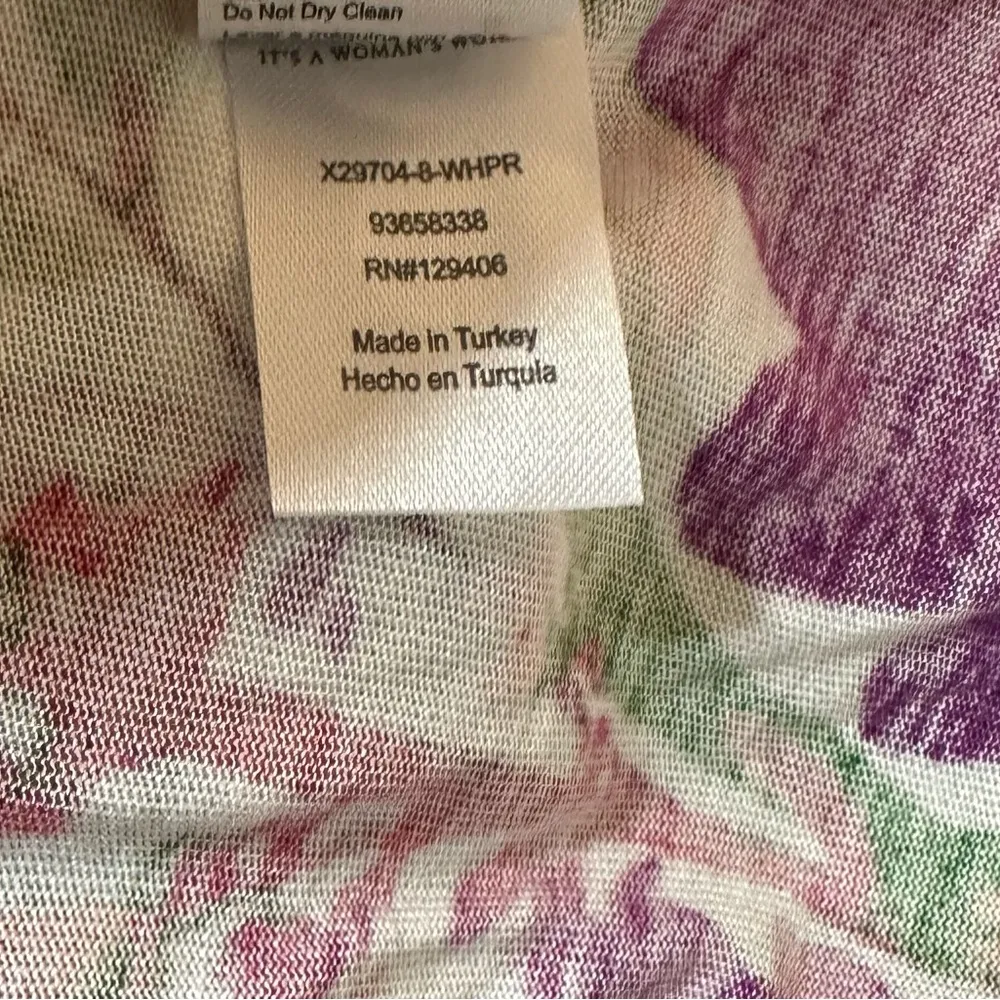 Do Not Dry Clean
IT'S A WOMAN'S
X29704-8-WHPR
93658338
RN#129406
Made in Turkey
Hecho en Turquia